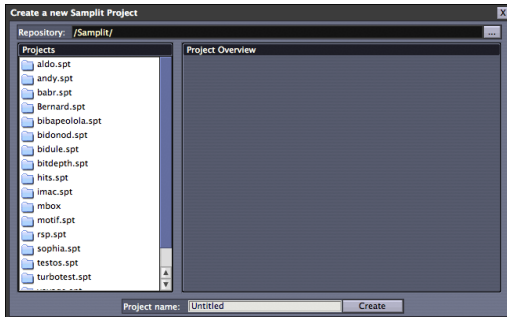 Create a new Samplit Project
X
Repository: /Samplit/ ...
Projects
Project Overview
aldo.spt
andy.spt
babr.spt
Bernard.spt
bibapeolola.spt
bidonod.spt
bidule.spt
bitdepth.spt
hits.spt
imac.spt
mbox
motif.spt
rsp.spt
sophia.spt
testos.spt
turbotest.spt
Project name: Untitled Create